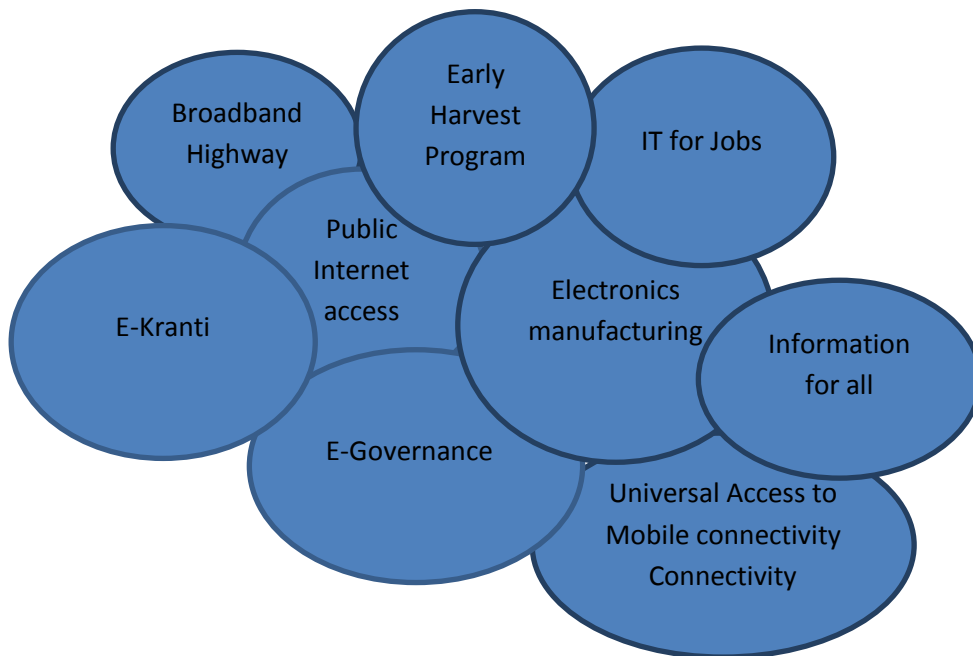 Early
Harvest
Program
Broadband
Highway
IT for Jobs
Public
Internet
access
Electronics
manufacturing
E-Kranti
Information
for all
E-Governance
Universal Access to
Mobile connectivity
Connectivity